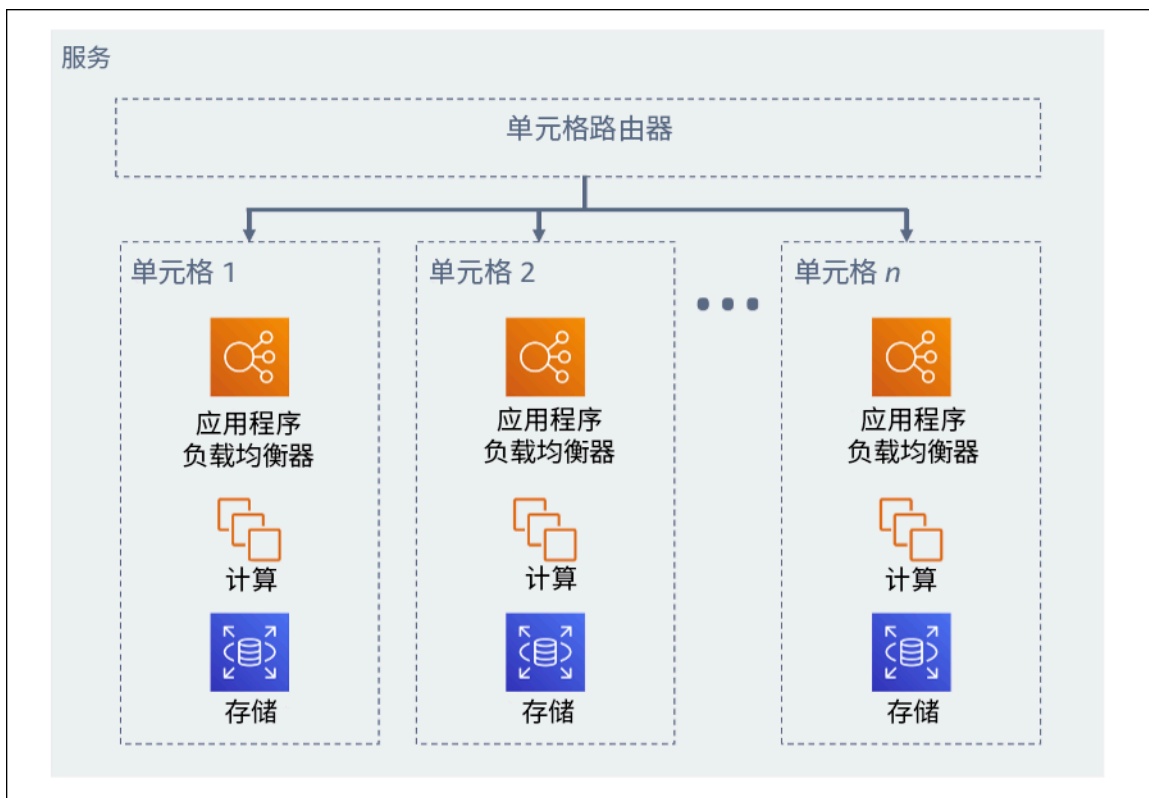 服务
单元格路由器
单元格 1
单元格 2
单元格 n
应用程序
负载均衡器
应用程序
负载均衡器
应用程序
负载均衡器
计算
计算
计算
存储
存储
存储